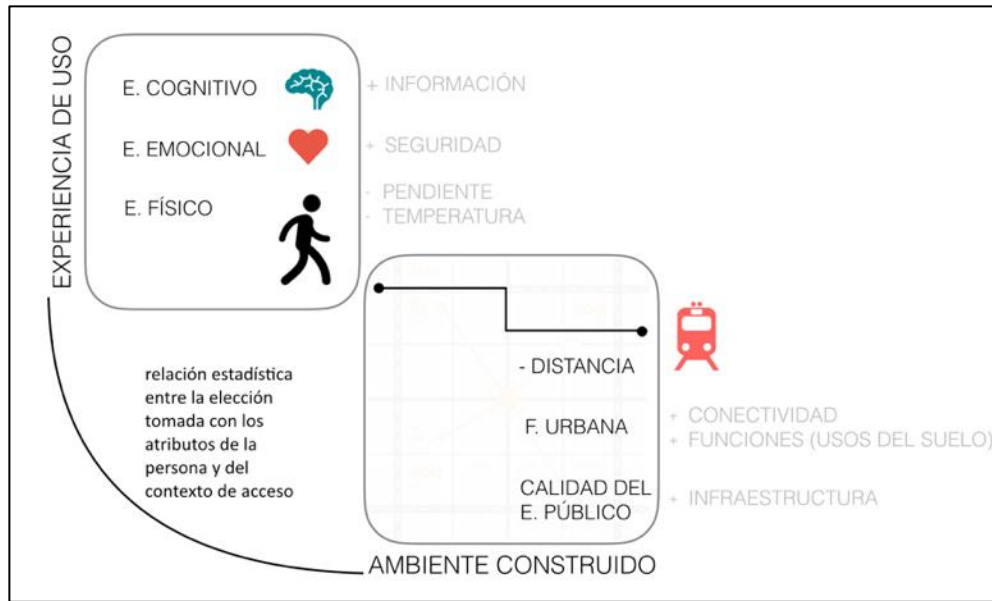 EXPERIENCIA DE USO
E. COGNITIVO
+ INFORMACIÓN
E. EMOCIONAL
+ SEGURIDAD
E. FÍSICO
- PENDIENTE
- TEMPERATURA
relación estadística
entre la elección
tomada con los
atributos de la
persona y del
contexto de acceso
- DISTANCIA
F. URBANA
+ CONECTIVIDAD
+ FUNCIONES (USOS DEL SUELO)
CALIDAD DEL
E. PÚBLICO
+ INFRAESTRUCTURA
AMBIENTE CONSTRUIDO